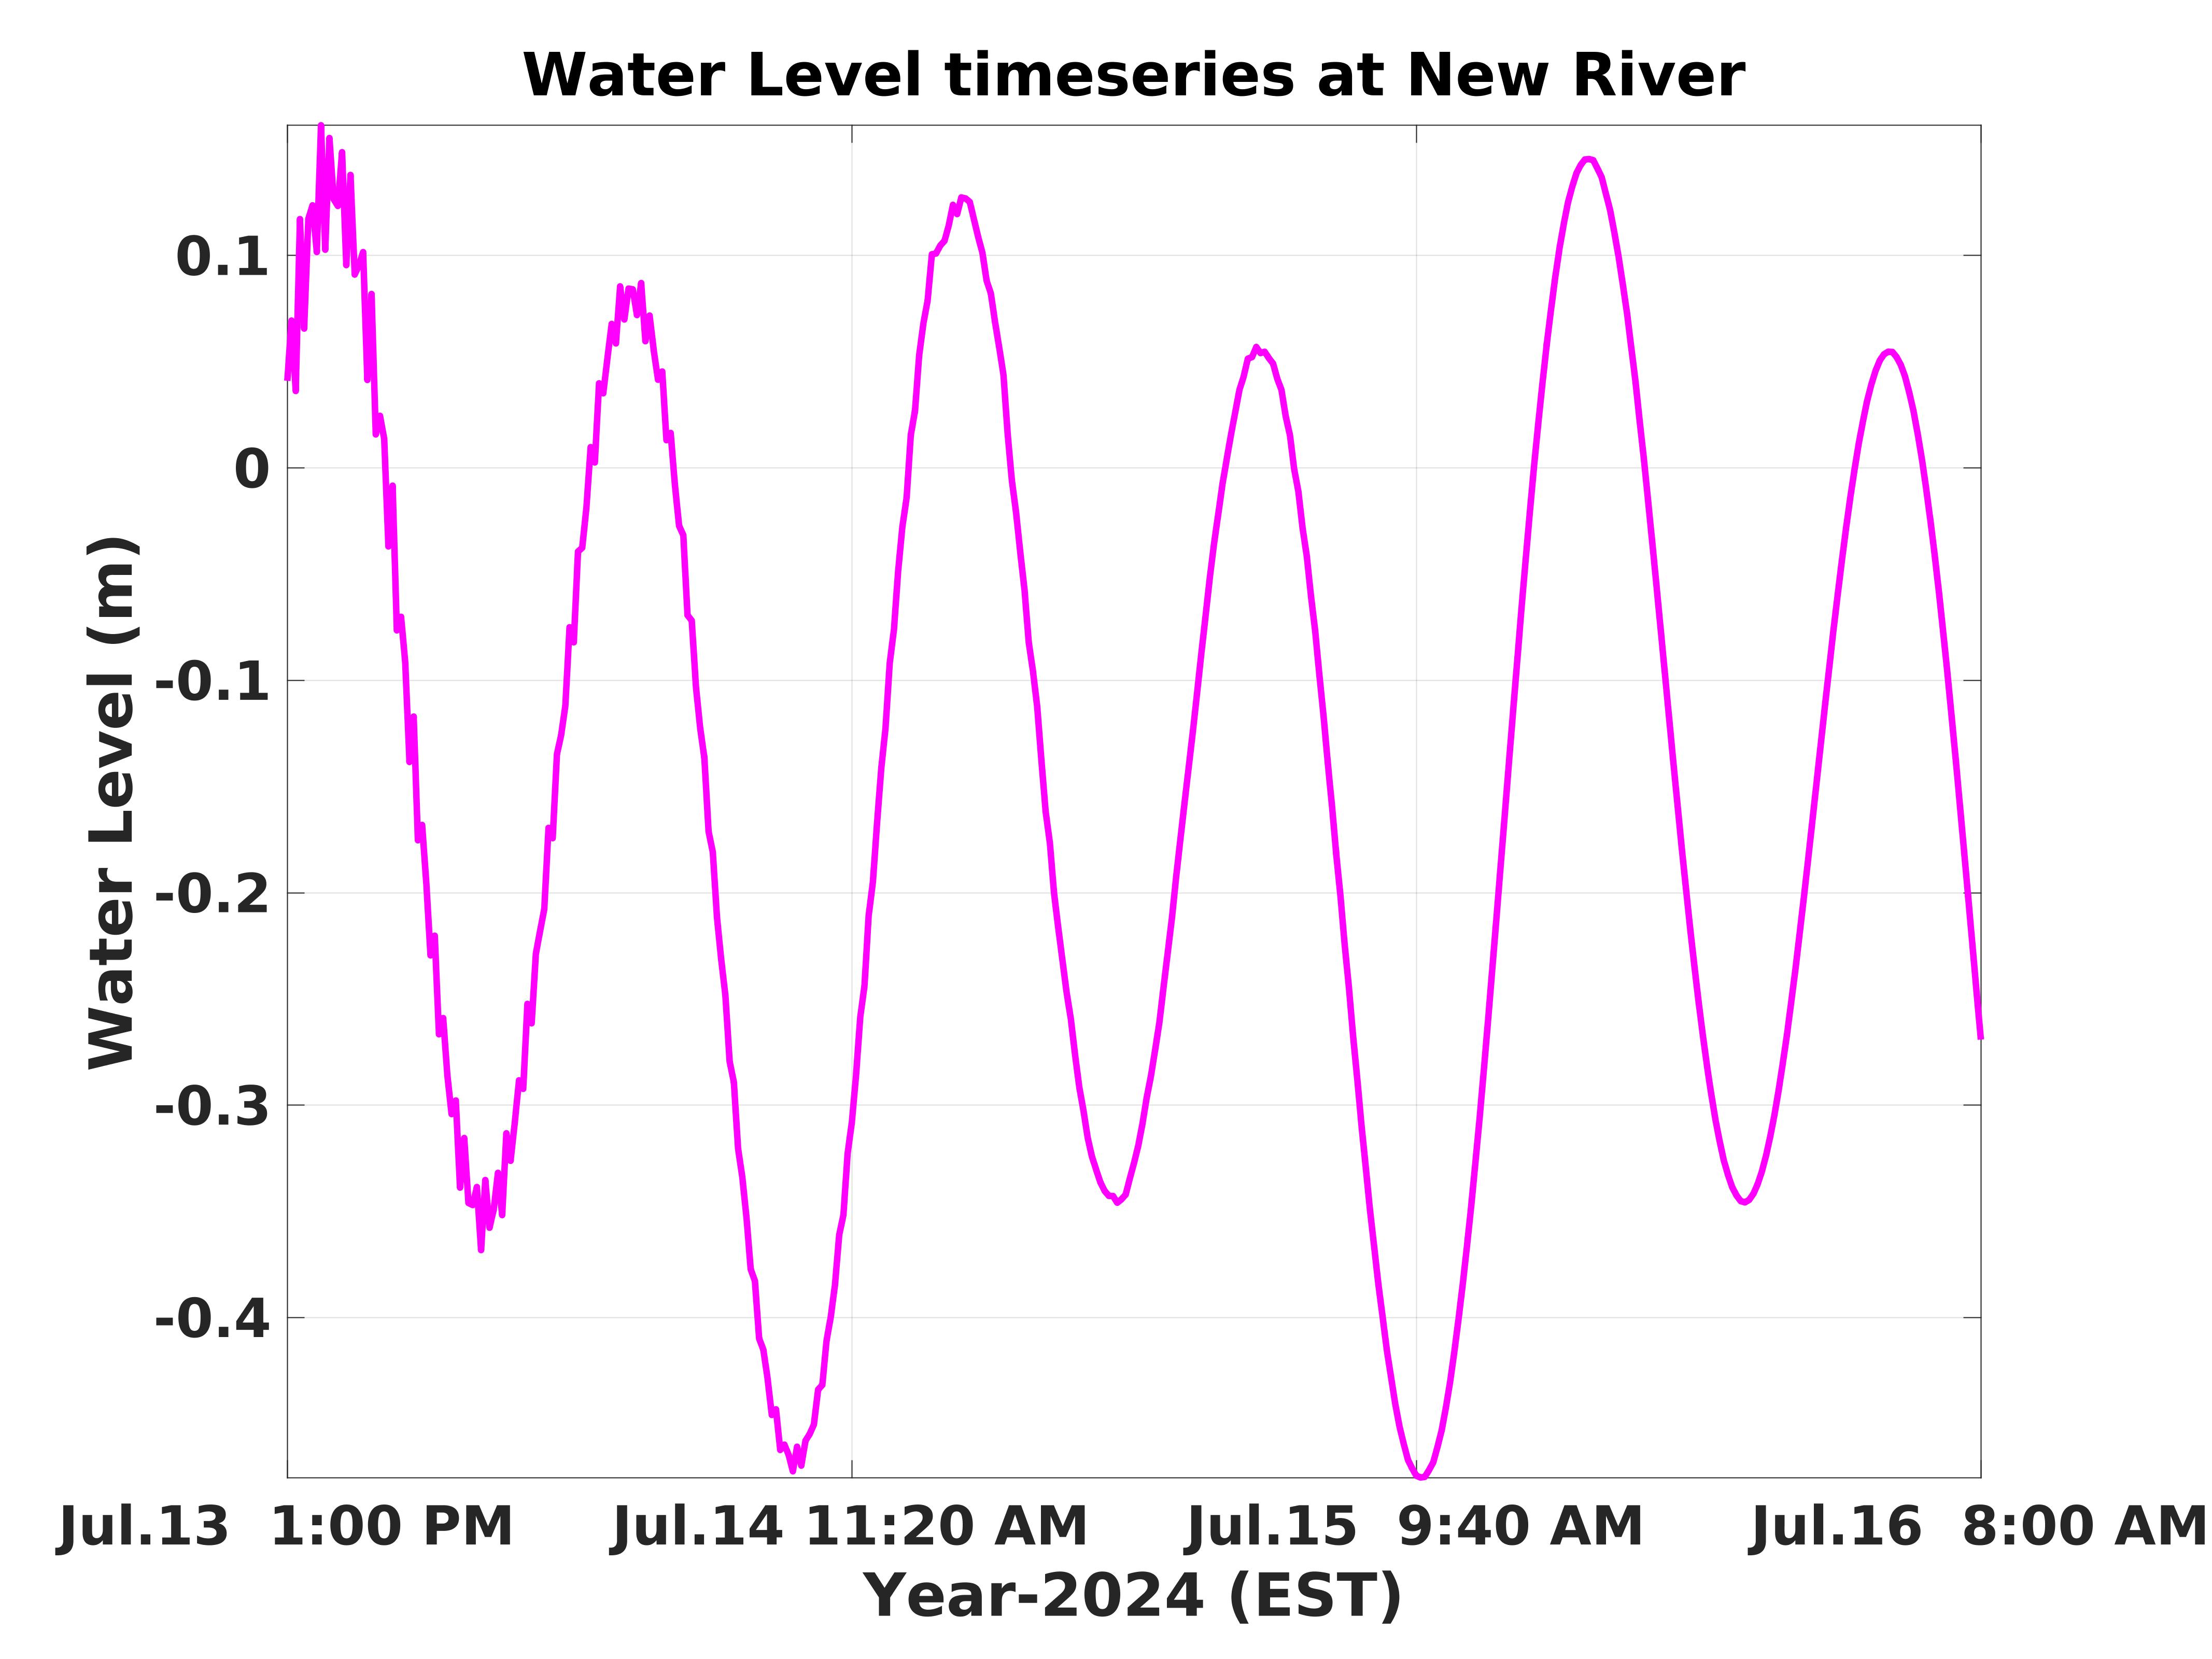 Water Level timeseries at New River
Water Level (m)
0.1
0
-0.1
-0.2
-0.3
-0.4
Jul.13 1:00 PM Jul.14 11:20 AM Jul.15 9:40 AM Jul.16 8:00 AM
Year-2024 (EST)